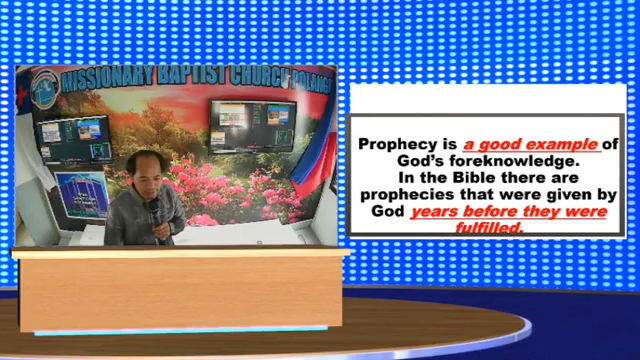 MISSIONARY BAPTIST CHURCH POLANGUI
Prophecy is a good example of
God's foreknowledge.
In the Bible there are
prophecies that were given by
God years before they were
fulfilled.